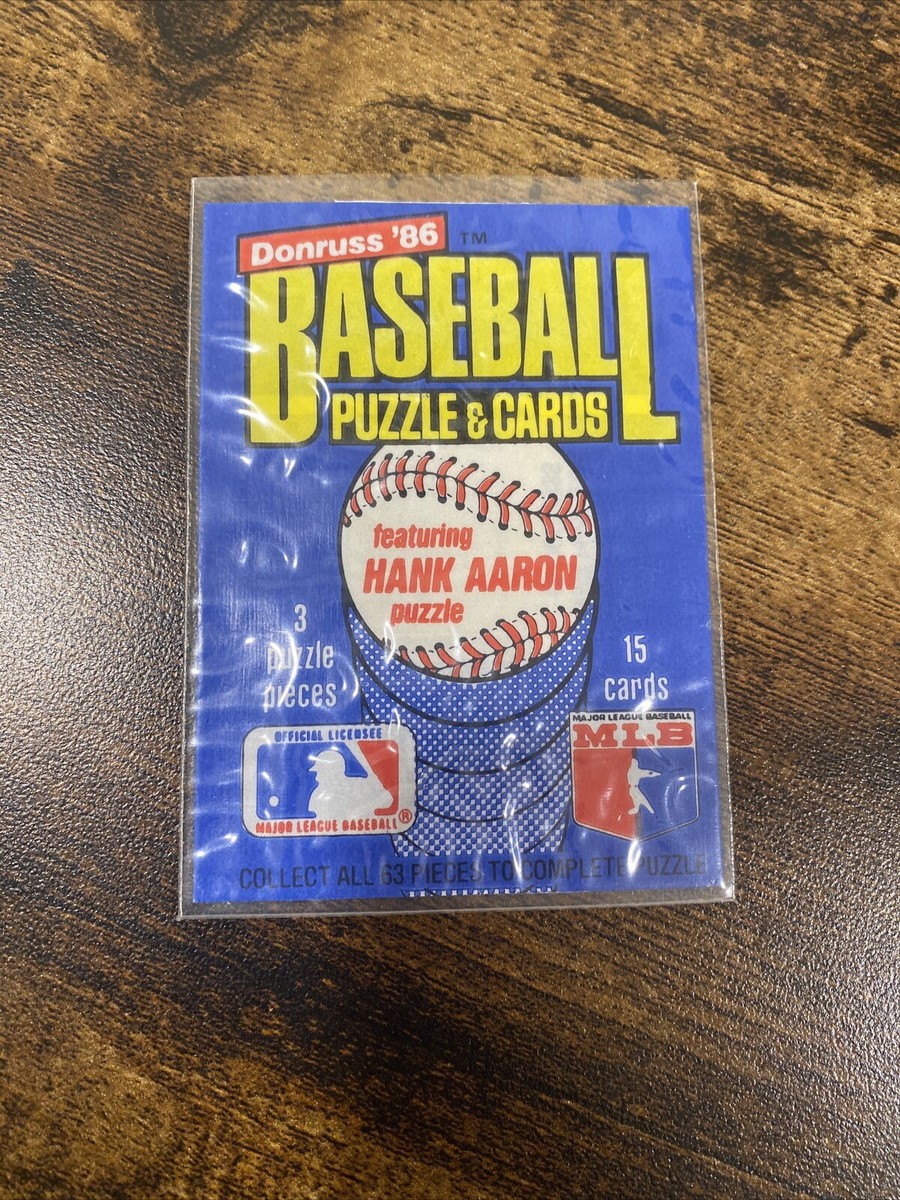 Donruss '86 TM
BASEBALL
PUZZLE & CARDS
featuring
HANK AARON
puzzle
3
puzzle
pieces
15
cards
OFFICIAL LICENSEE
MAJOR LEAGUE BASEBALL ®
MAJOR LEAGUE BASEBALL
MLB
COLLECT ALL 63 PIECES TO COMPLETE PUZZLE